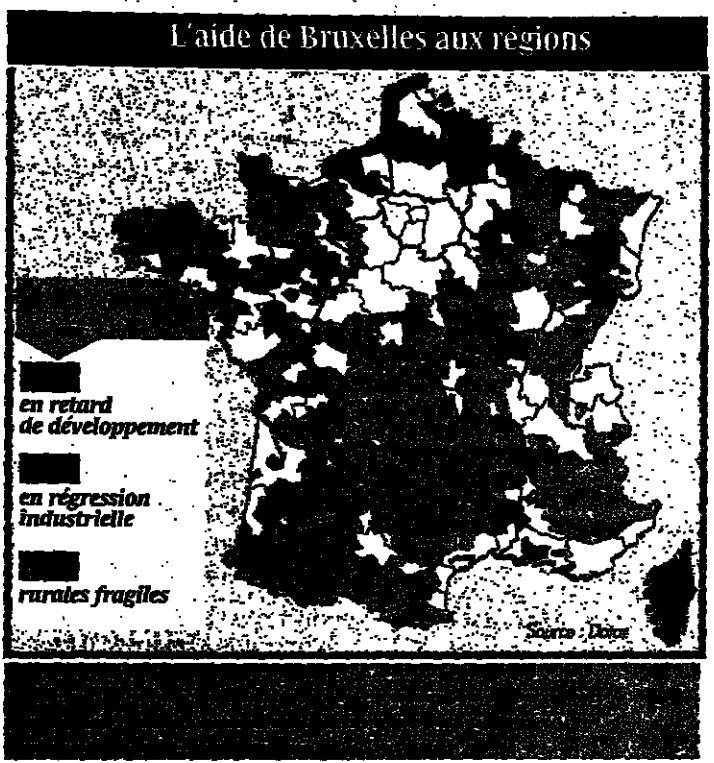 L'aide de Bruxelles aux régions
en retard
de développement
en régression
industrielle
rurales fragiles
Source : Datar